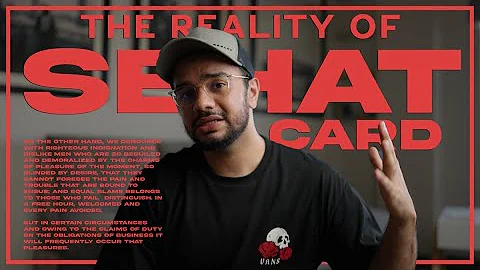 THE REALITY OF
SEHAT
CARD
ON THE OTHER HAND, WE DENOUNCE
WITH RIGHTEOUS INDIGNATION AND
DISLIKE MEN WHO ARE SO BEGUILED
AND DEMORALIZED BY THE CHARMS
OF PLEASURE OF THE MOMENT, SO
BLINDED BY DESIRE, THAT THEY
CANNOT FORESEE THE PAIN AND
TROUBLE THAT ARE BOUND TO
ENSUE; AND EQUAL BLAME BELONGS
TO THOSE WHO FAIL. DISTINGUISH. IN
A FREE HOUR, WELCOMED AND
EVERY PAIN AVOIDED.
BUT IN CERTAIN CIRCUMSTANCES
AND OWING TO THE CLAIMS OF DUTY
OR THE OBLIGATIONS OF BUSINESS IT
WILL FREQUENTLY OCCUR THAT
PLEASURES.
VANS